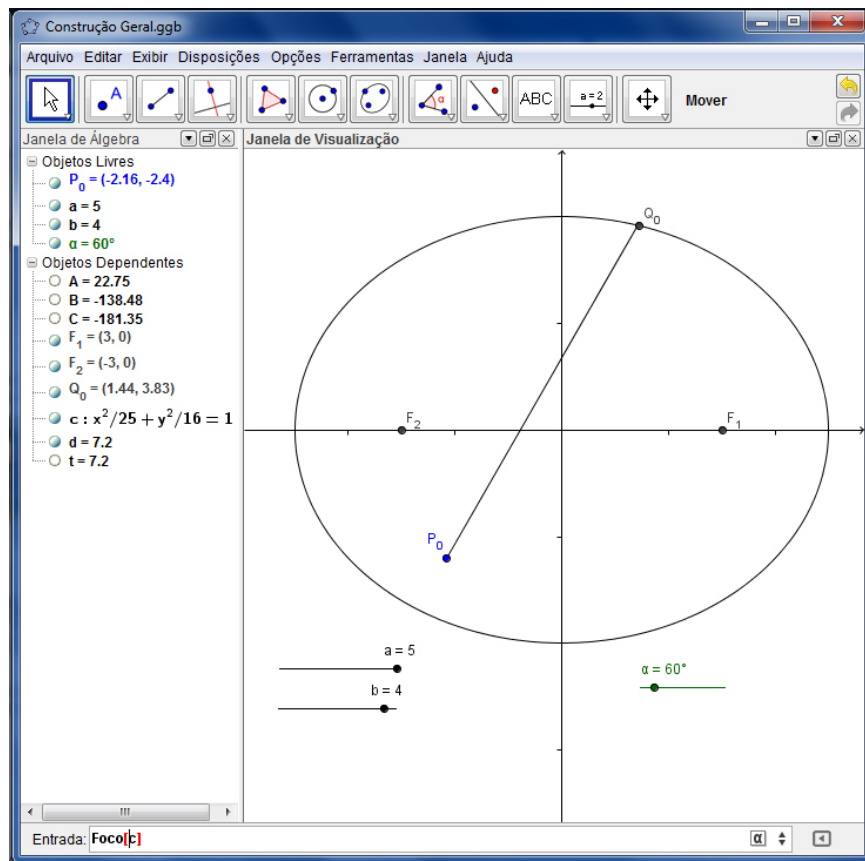 Construção Geral.ggb
Arquivo Editar Exibir Disposições Opções Ferramentas Janela Ajuda
A α ABC a=2 Mover
Janela de Álgebra
Janela de Visualização
Objetos Livres
P₀ = (-2.16, -2.4)
a = 5
b = 4
α = 60°
Objetos Dependentes
A = 22.75
B = -138.48
C = -181.35
F₁ = (3, 0)
F₂ = (-3, 0)
Q₀ = (1.44, 3.83)
c : x²/25 + y²/16 = 1
d = 7.2
t = 7.2
Q₀
F₂
F₁
P₀
a = 5
b = 4
α = 60°
Entrada: Foco[c] α